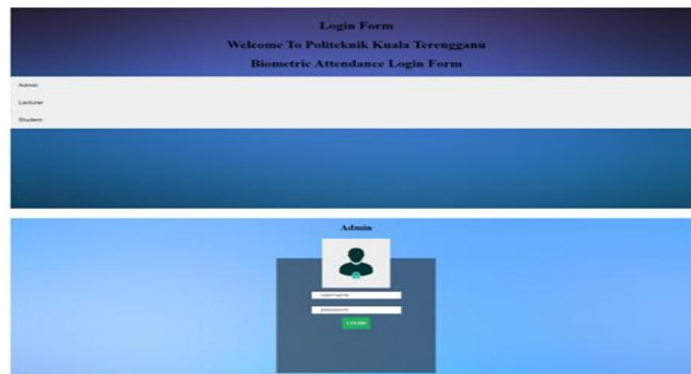 Login Form
Welcome To Politeknik Kuala Terengganu
Biometric Attendance Login Form
Admin
Lecturer
Student
Admin
username
password
LOGIN